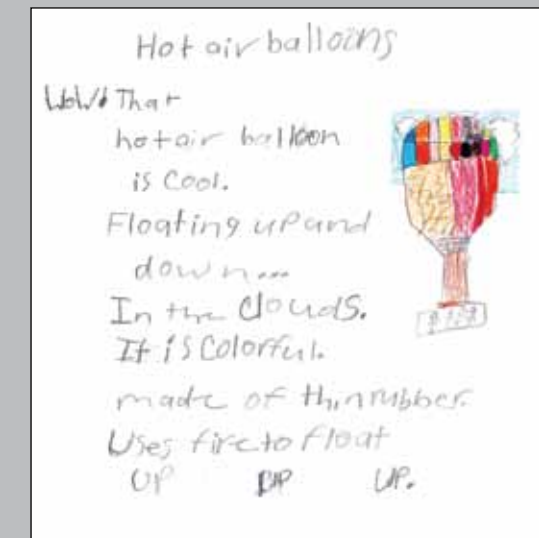 Hot air balloins
WoW! That
hot air balloon
is Cool.
Floating up and
down...
In the Clouds.
It is Colorful.
made of thin rubber.
Uses fire to float
UP UP UP.